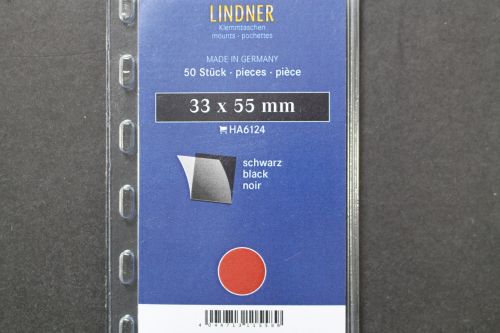 LINDNER
Klemmtaschen
mounts · pochettes
MADE IN GERMANY
50 Stück · pieces · pièce
33 x 55 mm
HA6124
schwarz
black
noir